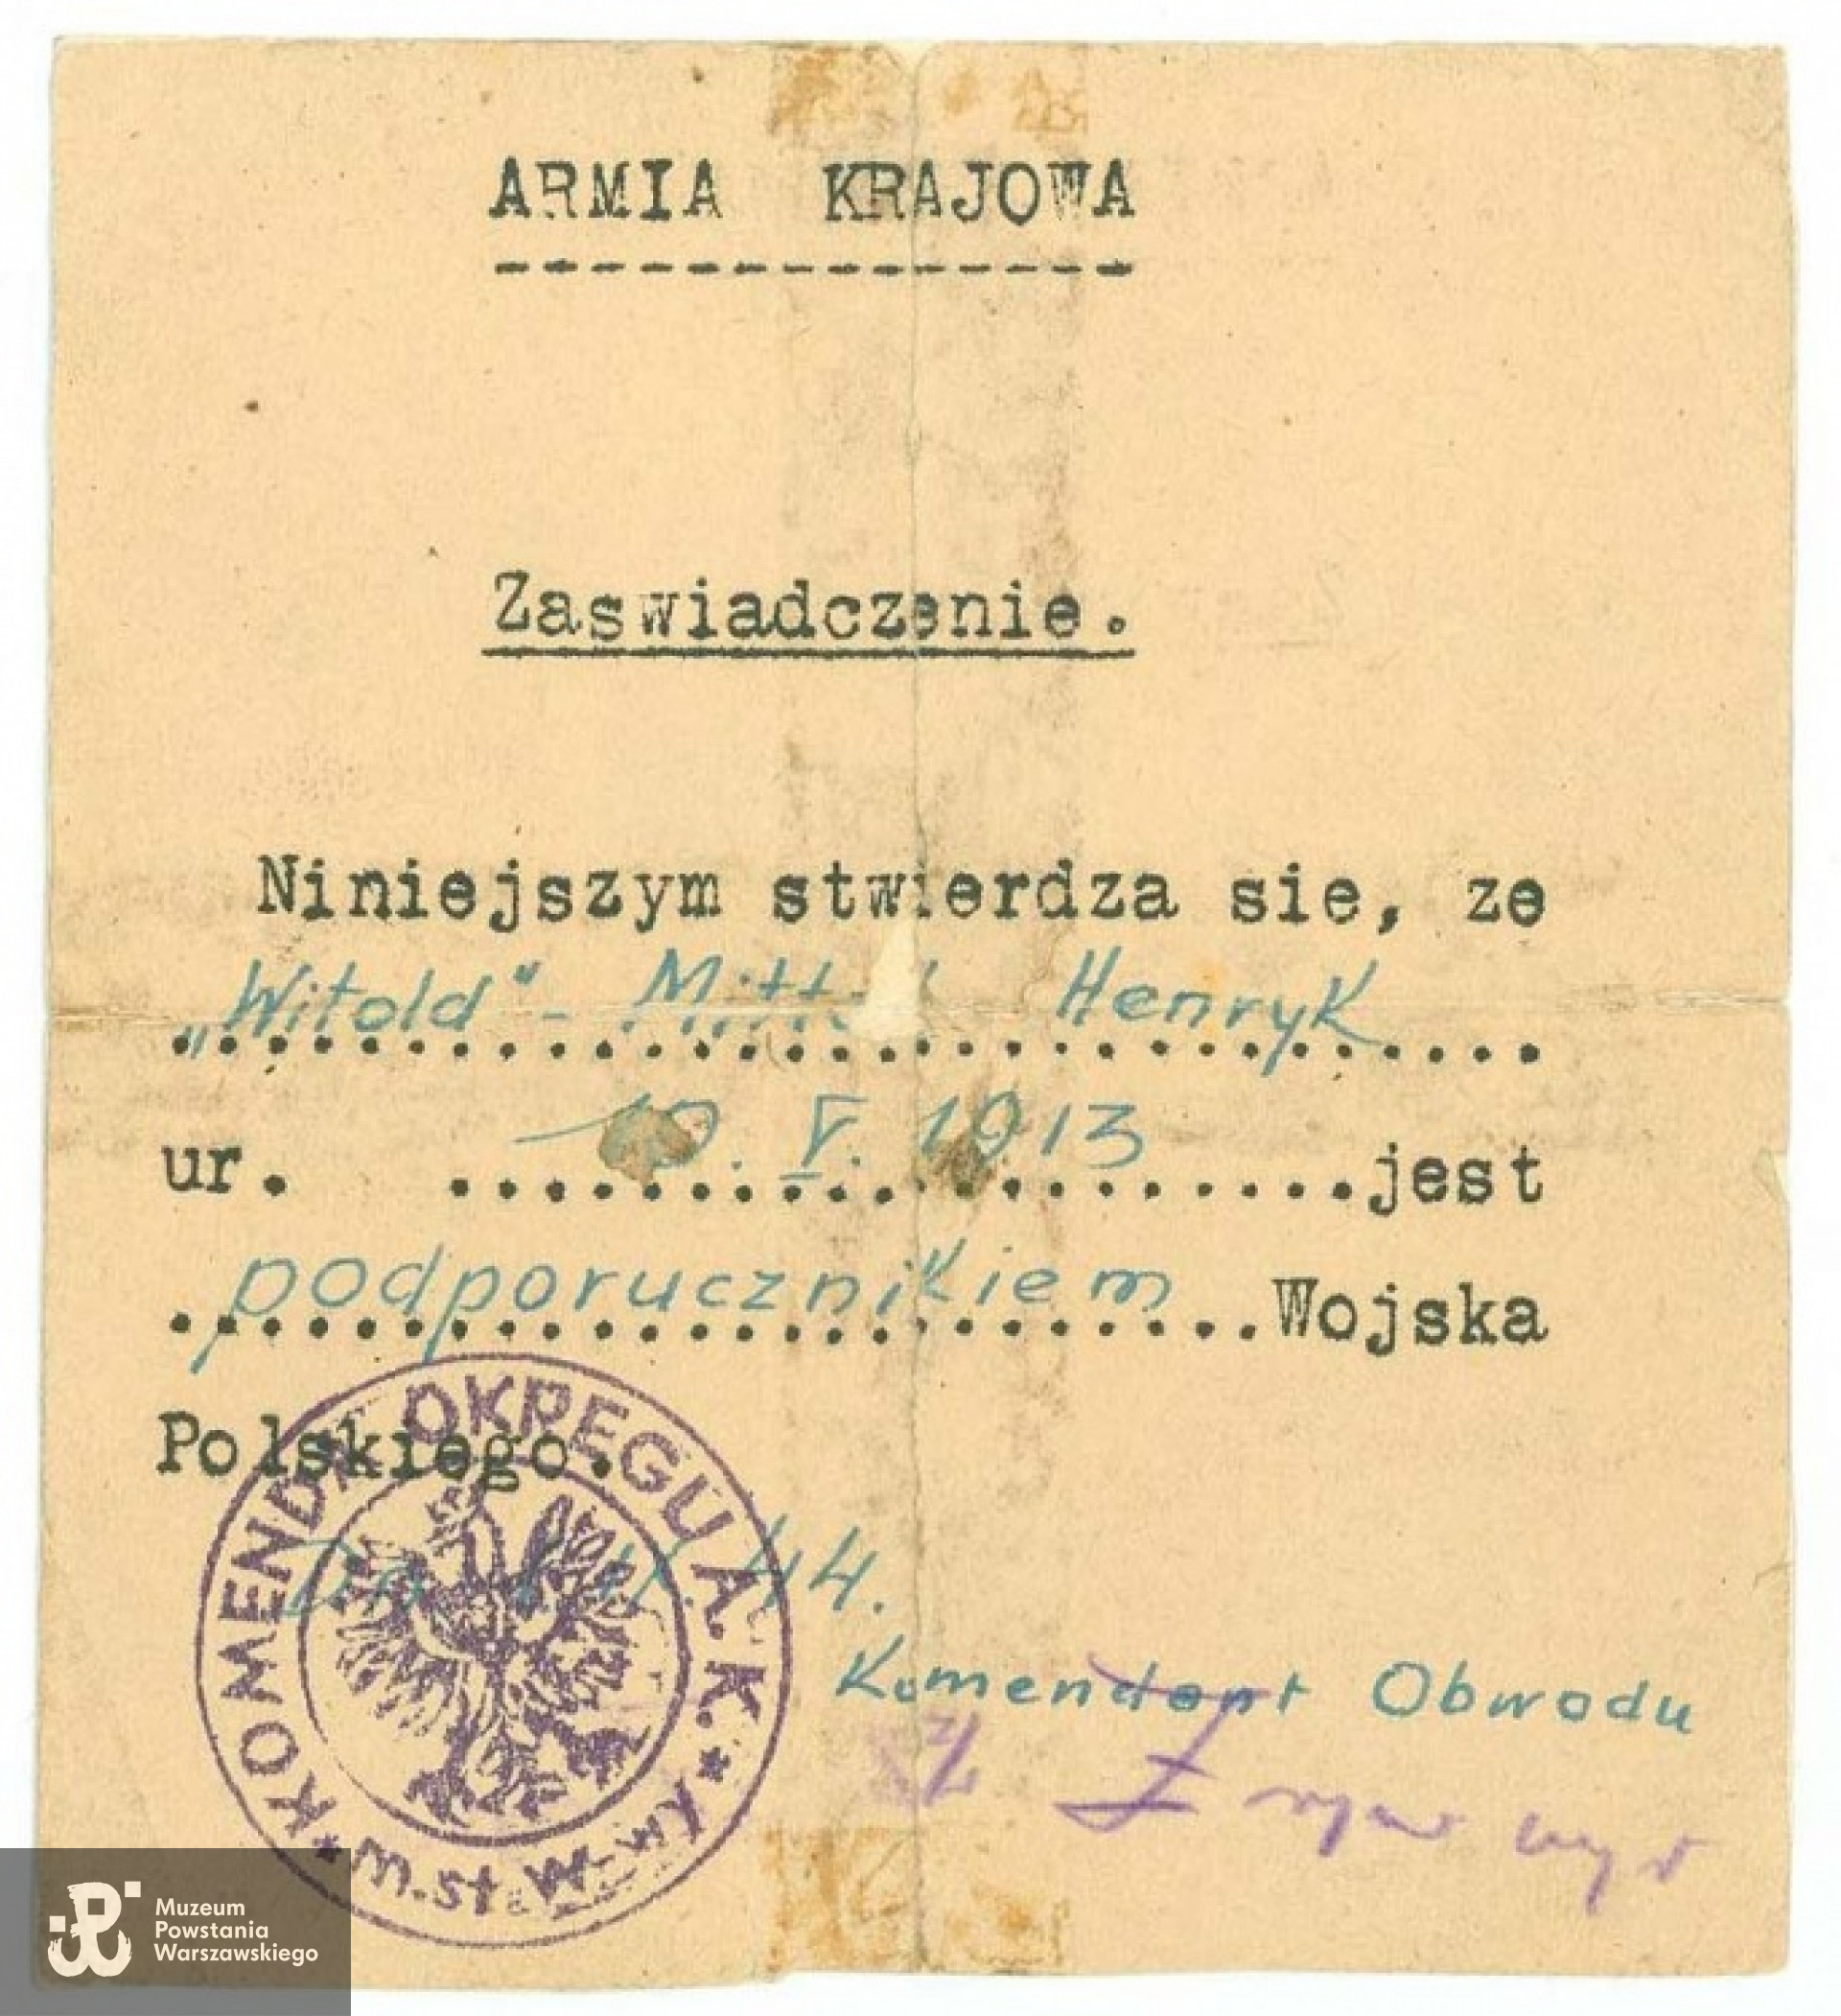 ARMIA KRAJOWA
Zaswiadczenie.
Niniejszym stwierdza sie, ze
„Witold" - Henryk
ur. 10. V. 1913 jest
podporucznikiem Wojska
Polskiego.
44.
KOMENDA OKRĘGU A.K.
m.st. W-wy
Komendant Obwodu
Muzeum
Powstania
Warszawskiego